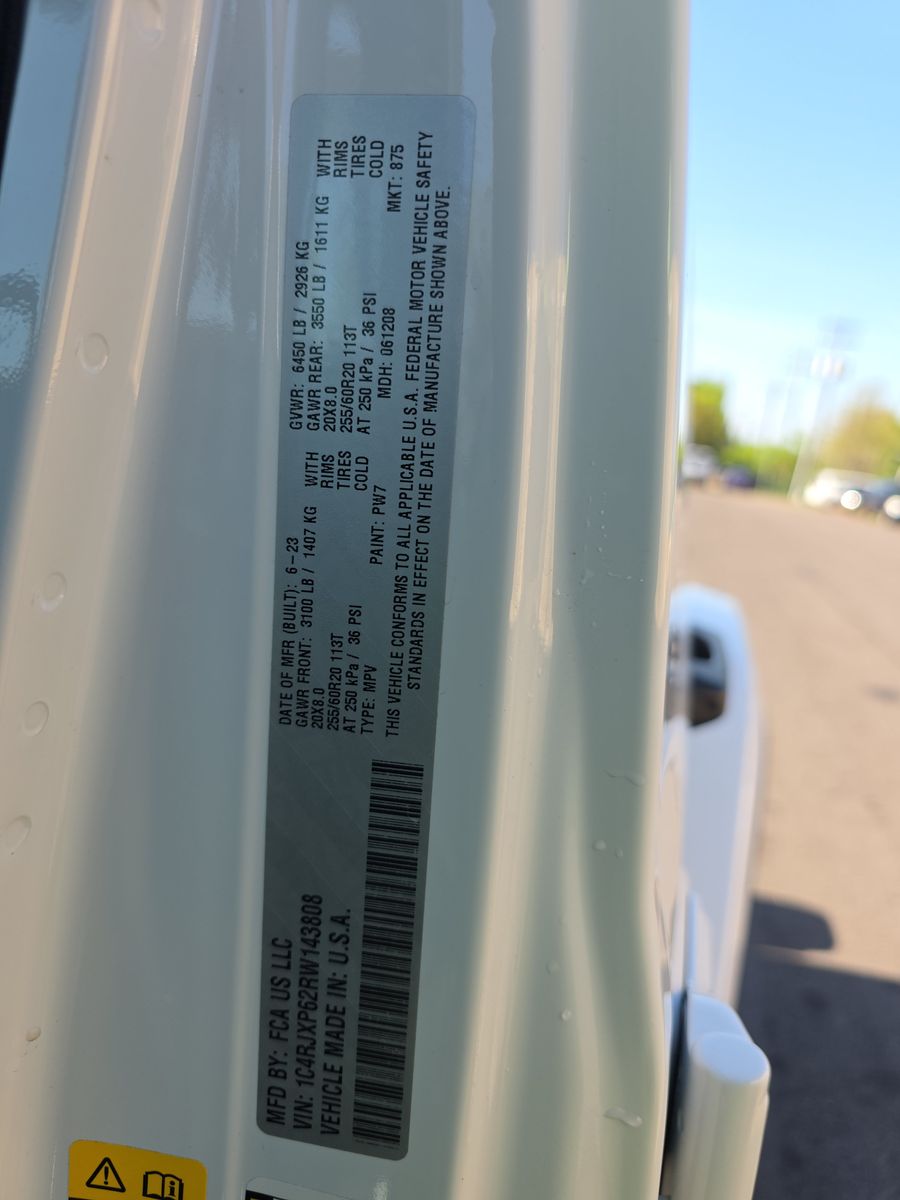 MFD BY: FCA US LLC
VIN: 1C4RJXP62RW143808
VEHICLE MADE IN: U.S.A.
DATE OF MFR (BUILT): 6-23
GAWR FRONT: 3100 LB / 1407 KG WITH
20X8.0 RIMS
255/60R20 113T TIRES
AT 250 kPa / 36 PSI COLD
TYPE: MPV PAINT: PW7
GVWR: 6450 LB / 2926 KG
GAWR REAR: 3550 LB / 1611 KG WITH
20X8.0 RIMS
255/60R20 113T TIRES
AT 250 kPa / 36 PSI COLD
MDH: 061208 MKT: 875
THIS VEHICLE CONFORMS TO ALL APPLICABLE U.S.A. FEDERAL MOTOR VEHICLE SAFETY
STANDARDS IN EFFECT ON THE DATE OF MANUFACTURE SHOWN ABOVE.